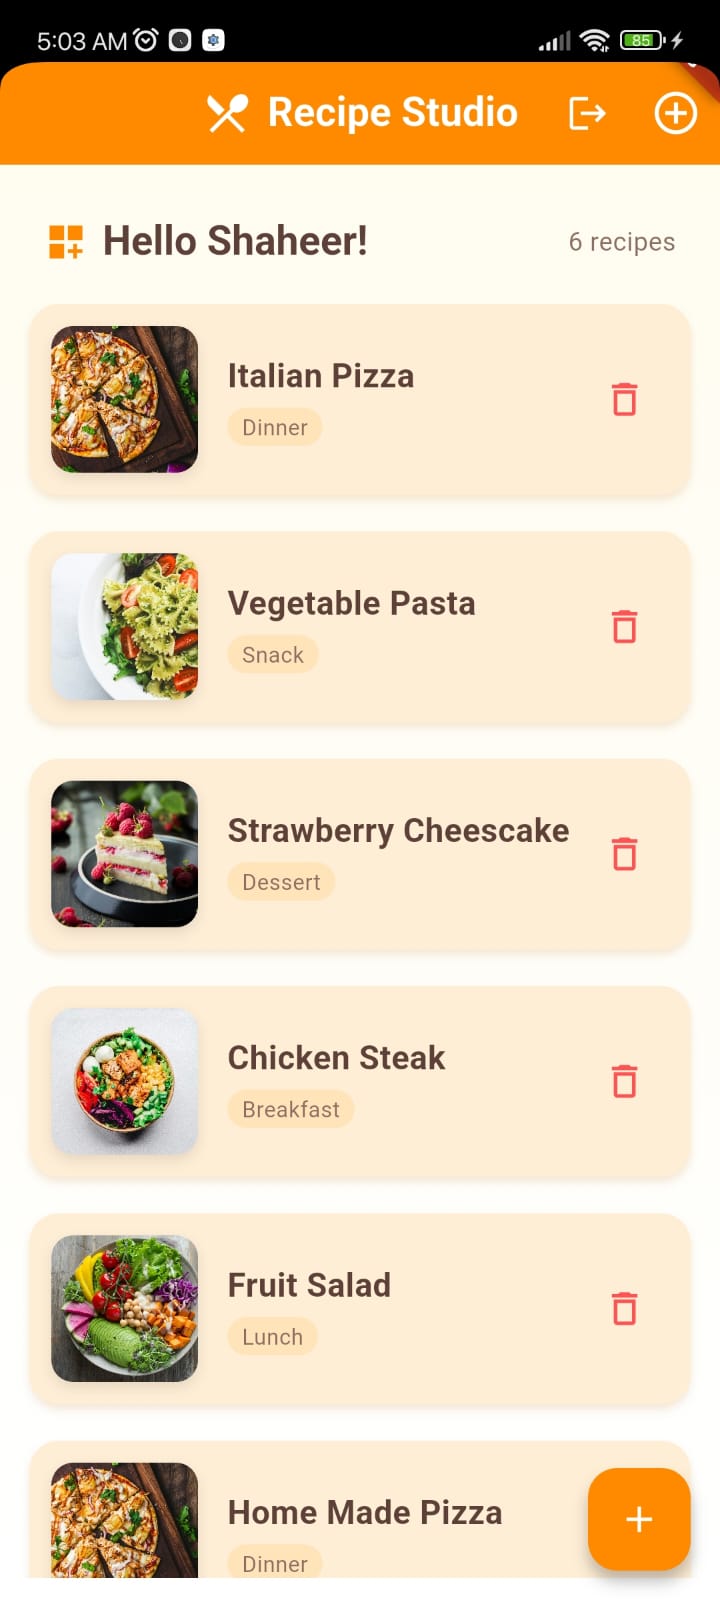 5:03 AM
85
Recipe Studio
Hello Shaheer!
6 recipes
Italian Pizza
Dinner
Vegetable Pasta
Snack
Strawberry Cheescake
Dessert
Chicken Steak
Breakfast
Fruit Salad
Lunch
Home Made Pizza
Dinner